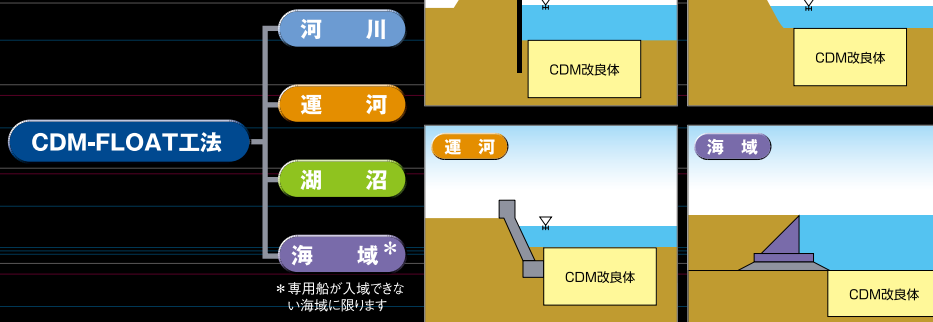 CDM-FLOAT工法
河 川
運 河
湖 沼
海 域*
*専用船が入域できな
い海域に限ります
CDM改良体
CDM改良体
運 河
CDM改良体
海 域
CDM改良体